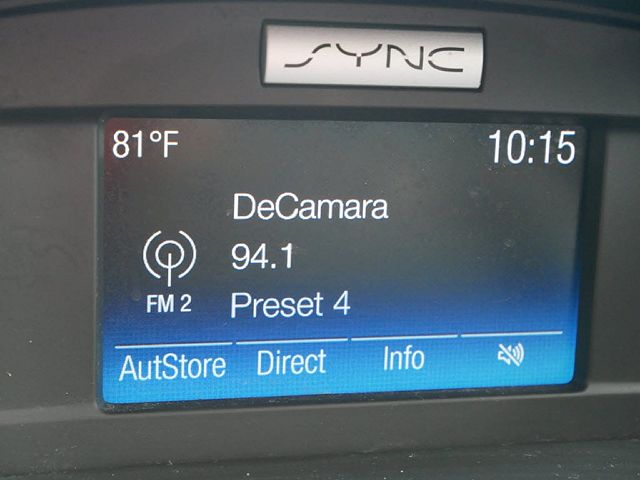 SYNC
81°F 10:15
DeCamara
94.1
FM 2 Preset 4
AutStore Direct Info